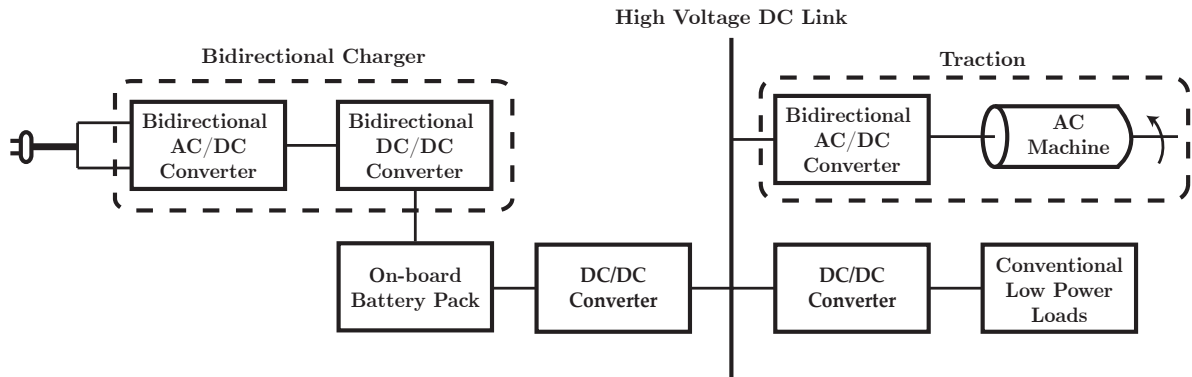 High Voltage DC Link
Bidirectional Charger
Traction
Bidirectional
AC/DC
Converter
Bidirectional
DC/DC
Converter
Bidirectional
AC/DC
Converter
AC
Machine
On-board
Battery Pack
DC/DC
Converter
DC/DC
Converter
Conventional
Low Power
Loads